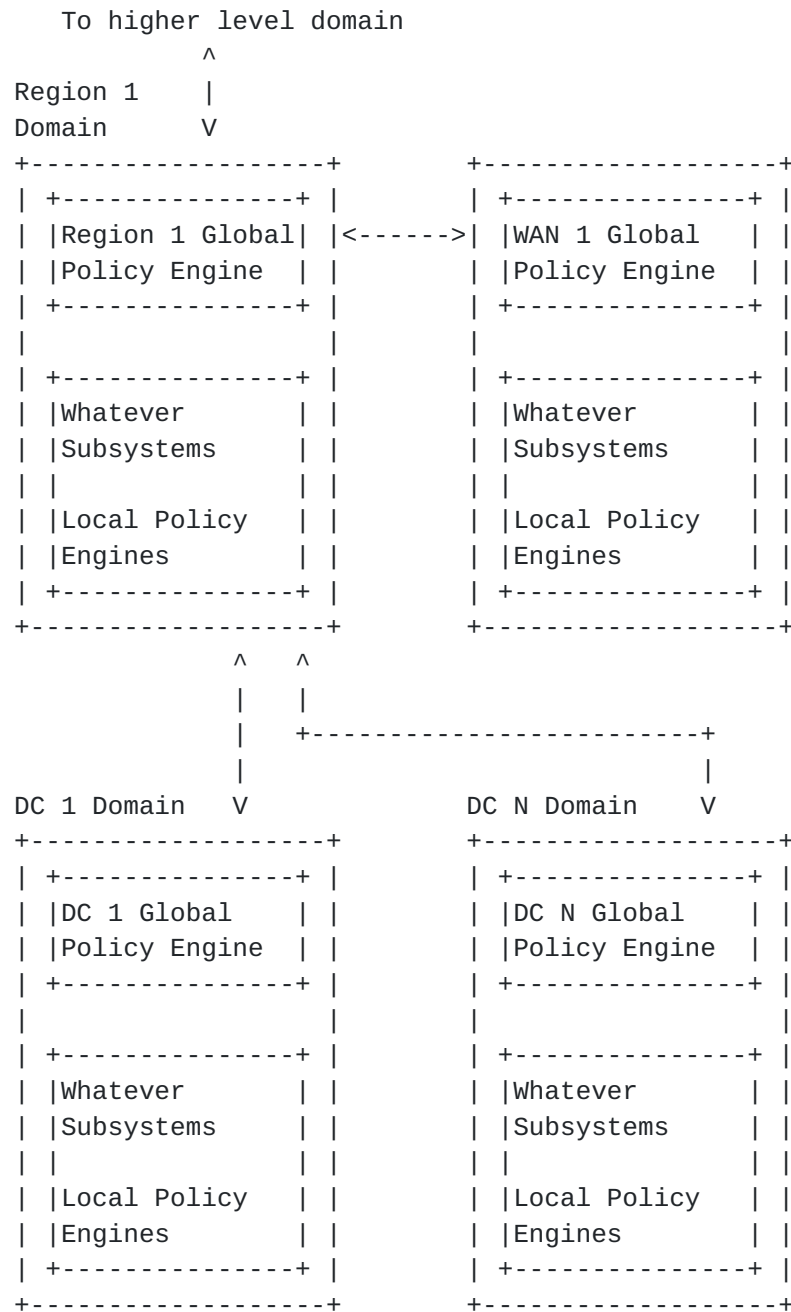 To higher level domain
            ^
Region 1    |
Domain      V
+-------------------+        +-------------------+
| +---------------+ |        | +---------------+ |
| |Region 1 Global| |<------>| |WAN 1 Global   | |
| |Policy Engine  | |        | |Policy Engine  | |
| +---------------+ |        | +---------------+ |
|                   |        |                   |
| +---------------+ |        | +---------------+ |
| |Whatever       | |        | |Whatever       | |
| |Subsystems     | |        | |Subsystems     | |
| |               | |        | |               | |
| |Local Policy   | |        | |Local Policy   | |
| |Engines        | |        | |Engines        | |
| +---------------+ |        | +---------------+ |
+-------------------+        +-------------------+
              ^   ^
              |   |
              |   +-------------------------+
              |                             |
DC 1 Domain   V              DC N Domain    V
+-------------------+        +-------------------+
| +---------------+ |        | +---------------+ |
| |DC 1 Global    | |        | |DC N Global    | |
| |Policy Engine  | |        | |Policy Engine  | |
| +---------------+ |        | +---------------+ |
|                   |        |                   |
| +---------------+ |        | +---------------+ |
| |Whatever       | |        | |Whatever       | |
| |Subsystems     | |        | |Subsystems     | |
| |               | |        | |               | |
| |Local Policy   | |        | |Local Policy   | |
| |Engines        | |        | |Engines        | |
| +---------------+ |        | +---------------+ |
+-------------------+        +-------------------+